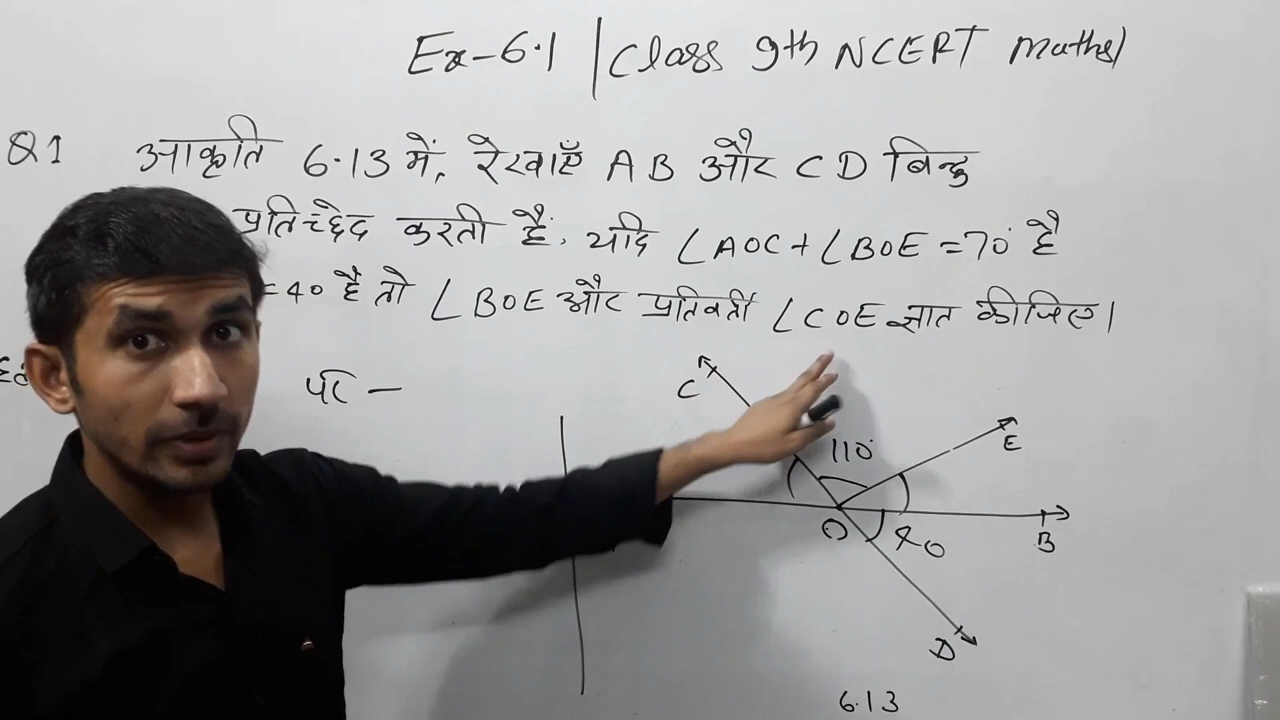 Ex-6.1 | Class 9th NCERT Maths
Q1 आकृति 6.13 में, रेखाएँ AB और CD बिन्दु
प्रतिच्छेद करती हैं. यदि ∠AOC + ∠BOE = 70° है
= 40 है तो ∠BOE और प्रतिवर्ती ∠COE ज्ञात कीजिए।
पर –
C
110°
E
O
40
B
D
6.13